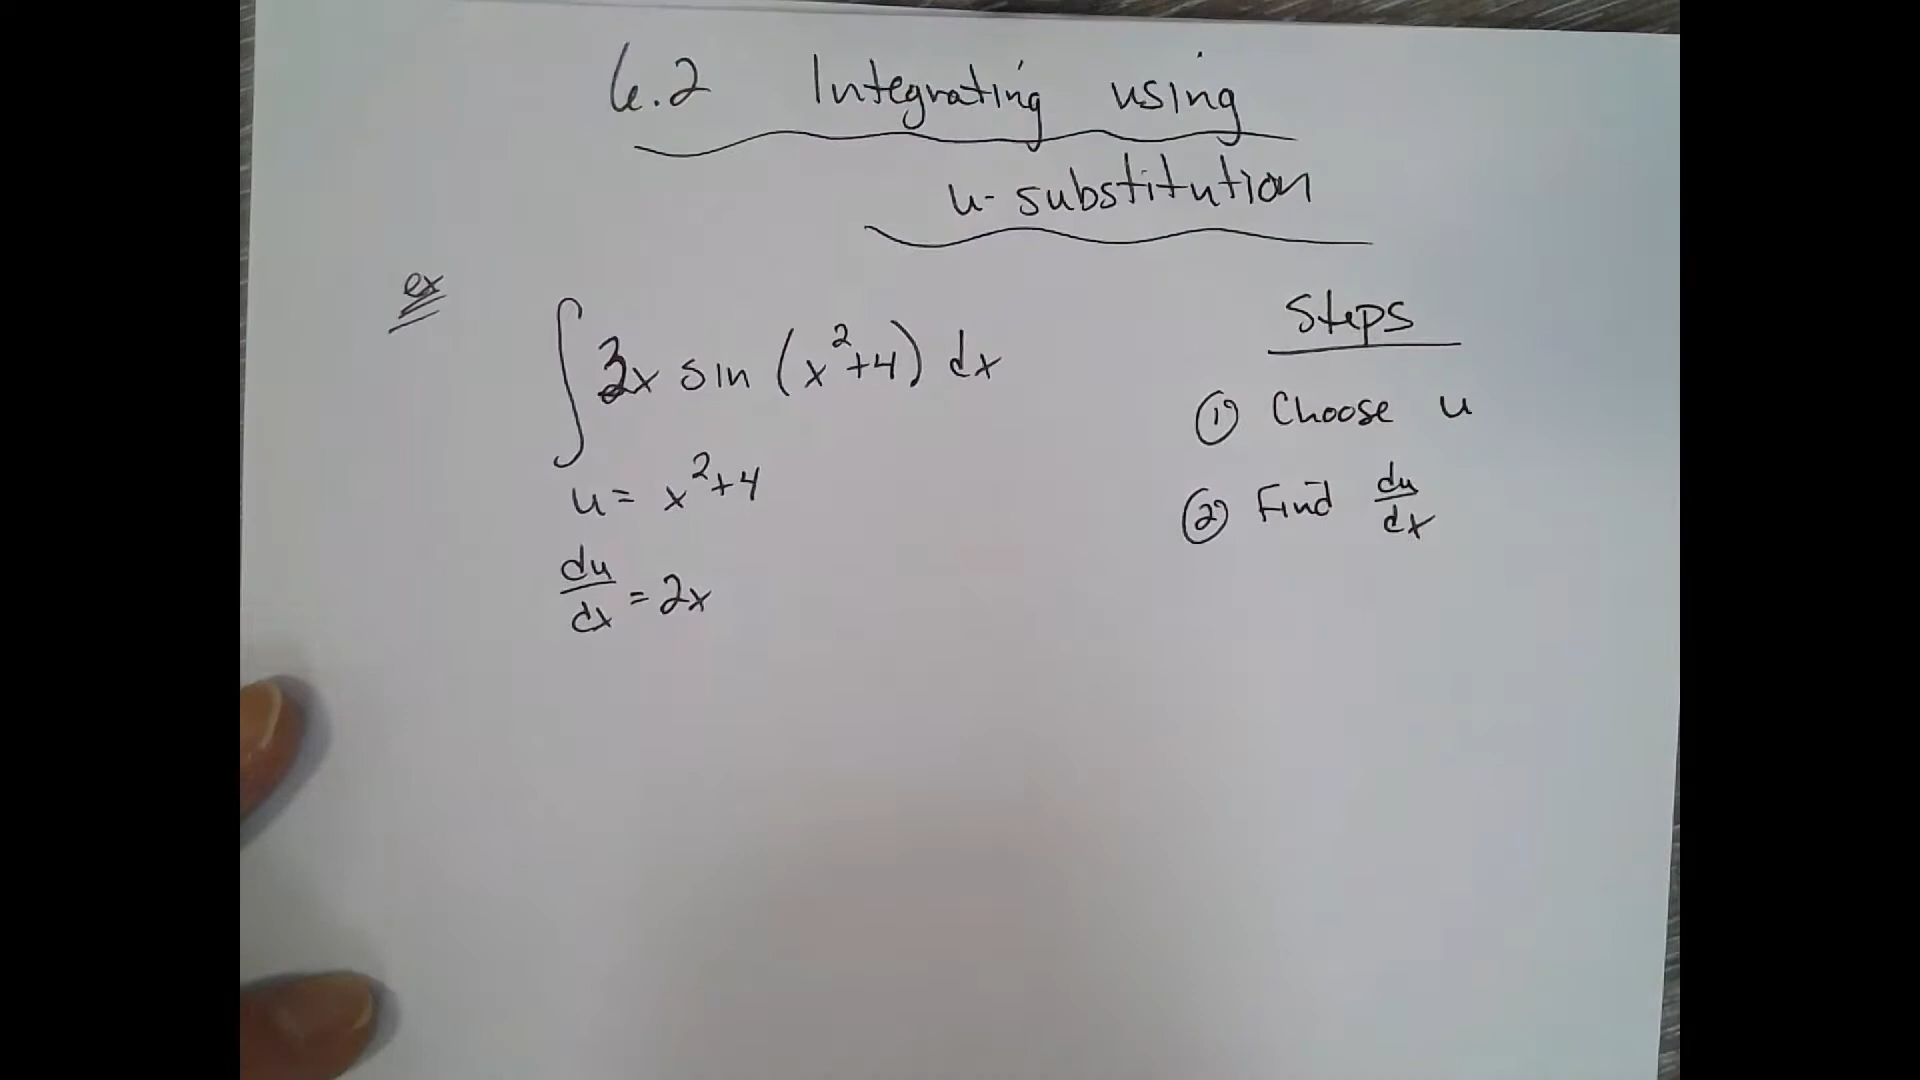 6.2 Integrating using
u-substitution
ex
∫ 3x sin (x²+4) dx
u = x²+4
du/dx = 2x
Steps
① Choose u
② Find du/dx